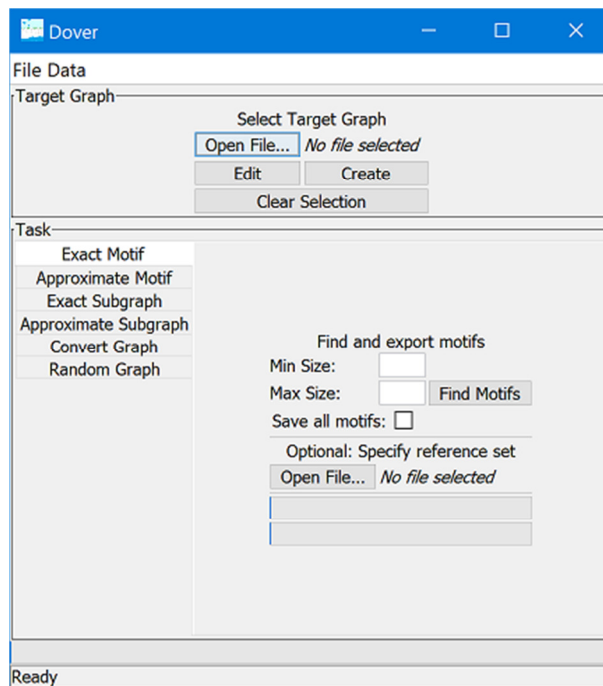 Dover
File Data
Target Graph
Select Target Graph
Open File... No file selected
Edit Create
Clear Selection
Task
Exact Motif
Approximate Motif
Exact Subgraph
Approximate Subgraph
Convert Graph
Random Graph
Find and export motifs
Min Size:
Max Size: Find Motifs
Save all motifs:
Optional: Specify reference set
Open File... No file selected
Ready